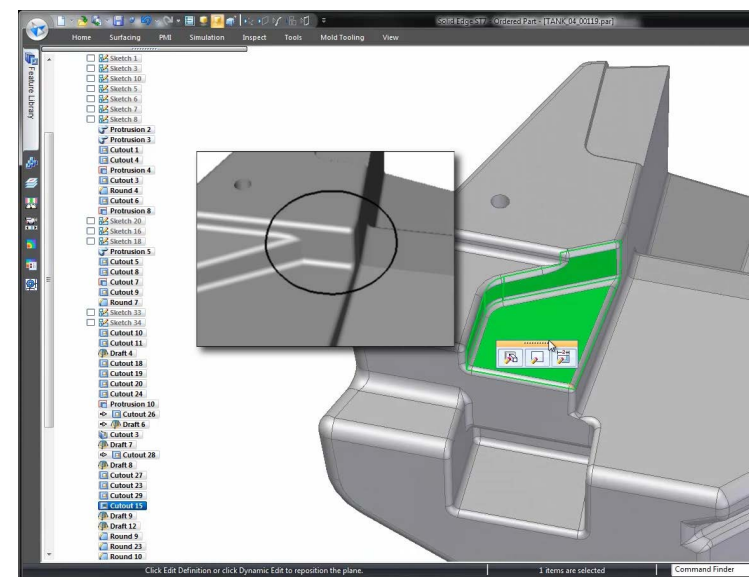 Solid Edge ST7 - Ordered Part - [TANK_04_00119.par]
Home Surfacing PMI Simulation Inspect Tools Mold Tooling View
Feature Library
Sketch 1
Sketch 3
Sketch 10
Sketch 5
Sketch 6
Sketch 7
Sketch 8
Protrusion 2
Protrusion 3
Cutout 1
Cutout 4
Protrusion 4
Cutout 3
Round 4
Cutout 6
Protrusion 8
Sketch 20
Sketch 16
Sketch 18
Protrusion 5
Cutout 5
Cutout 8
Cutout 7
Cutout 9
Round 7
Sketch 33
Sketch 34
Cutout 10
Cutout 11
Draft 4
Cutout 18
Cutout 19
Cutout 20
Cutout 24
Protrusion 10
Cutout 26
Draft 6
Cutout 3
Draft 7
Cutout 28
Draft 8
Cutout 27
Cutout 23
Cutout 29
Cutout 15
Draft 9
Draft 12
Round 9
Round 23
Round 10
Click Edit Definition or click Dynamic Edit to reposition the plane. 1 items are selected Command Finder